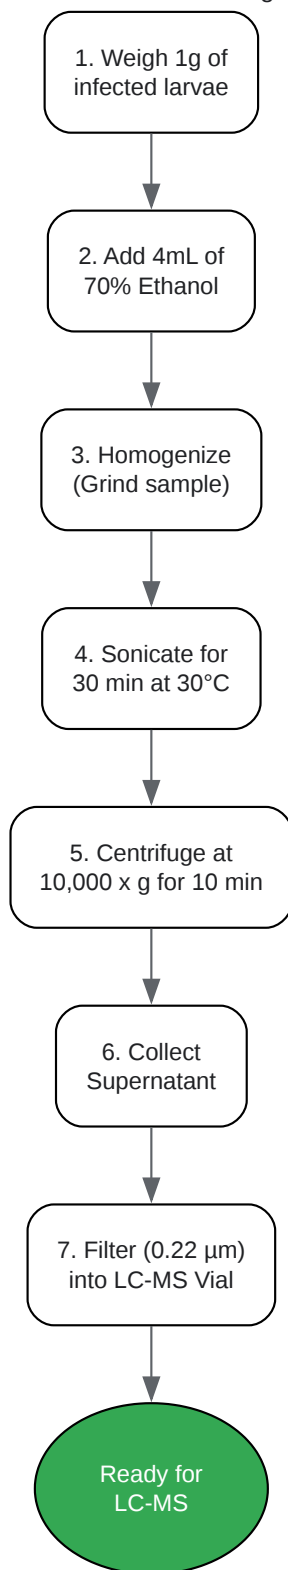 1. Weigh 1g of
infected larvae
2. Add 4mL of
70% Ethanol
3. Homogenize
(Grind sample)
4. Sonicate for
30 min at 30°C
5. Centrifuge at
10,000 x g for 10 min
6. Collect
Supernatant
7. Filter (0.22 µm)
into LC-MS Vial
Ready for
LC-MS